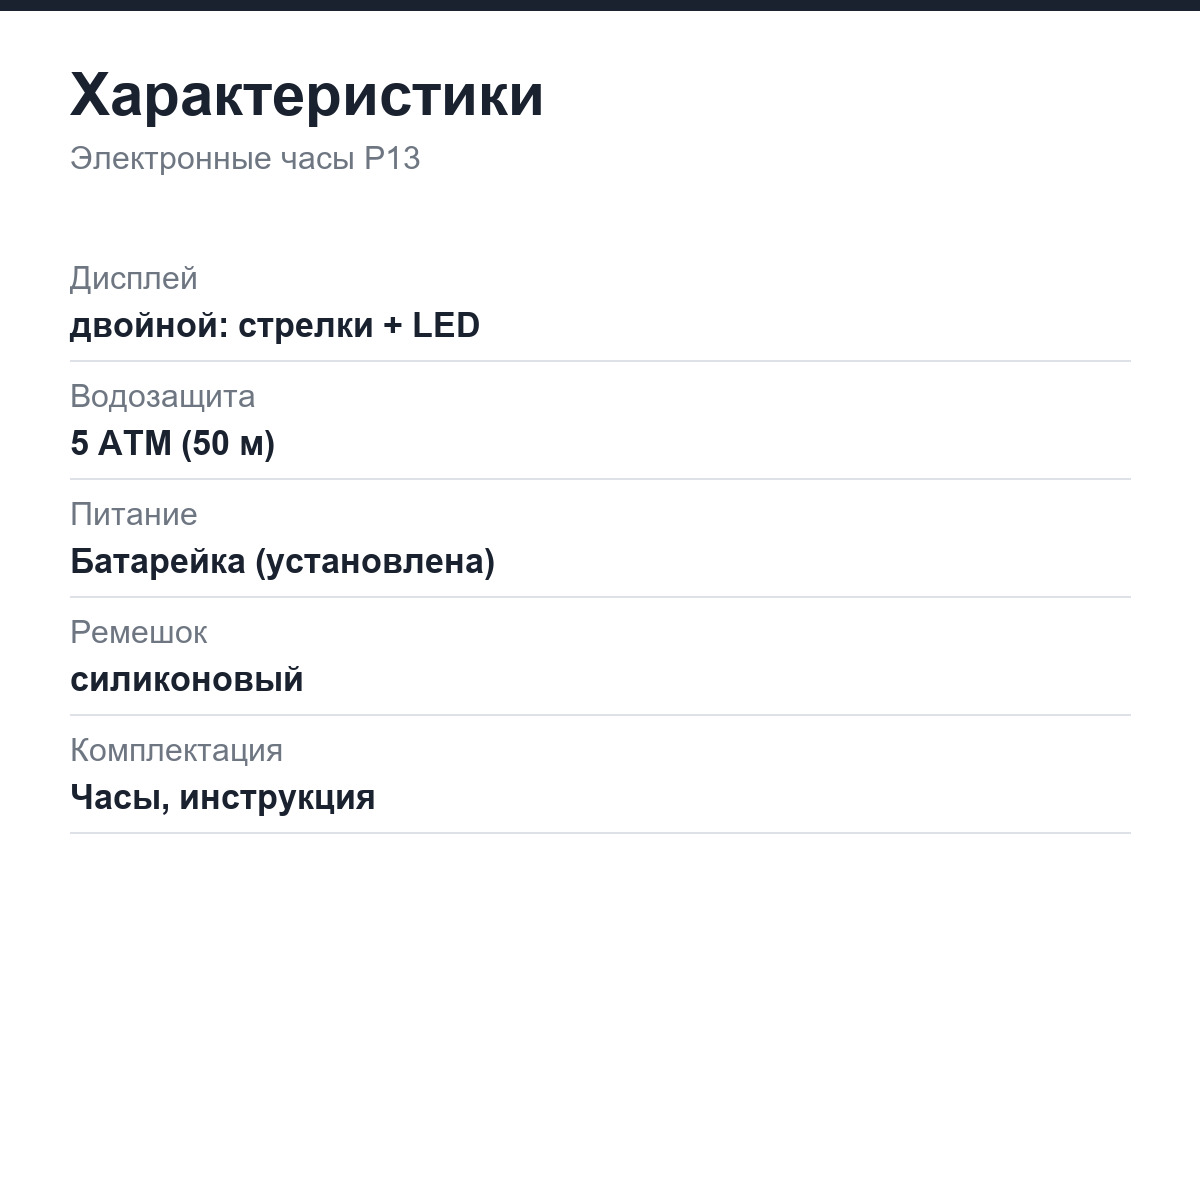 Характеристики
Электронные часы P13
Дисплей
двойной: стрелки + LED
Водозащита
5 ATM (50 м)
Питание
Батарейка (установлена)
Ремешок
силиконовый
Комплектация
Часы, инструкция